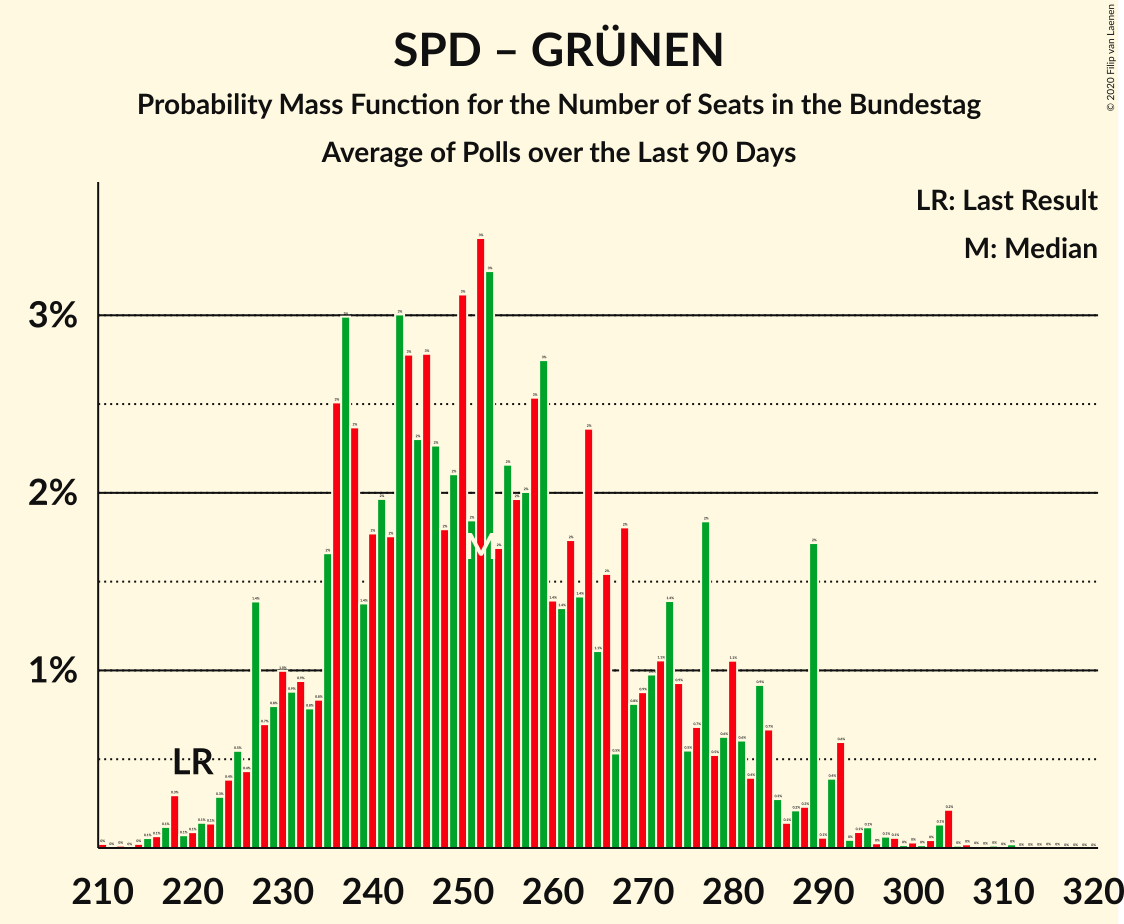 SPD – GRÜNEN
Probability Mass Function for the Number of Seats in the Bundestag
Average of Polls over the Last 90 Days
© 2020 Filip van Laenen
LR: Last Result
M: Median
3%
2%
1%
LR
M
210 220 230 240 250 260 270 280 290 300 310 320